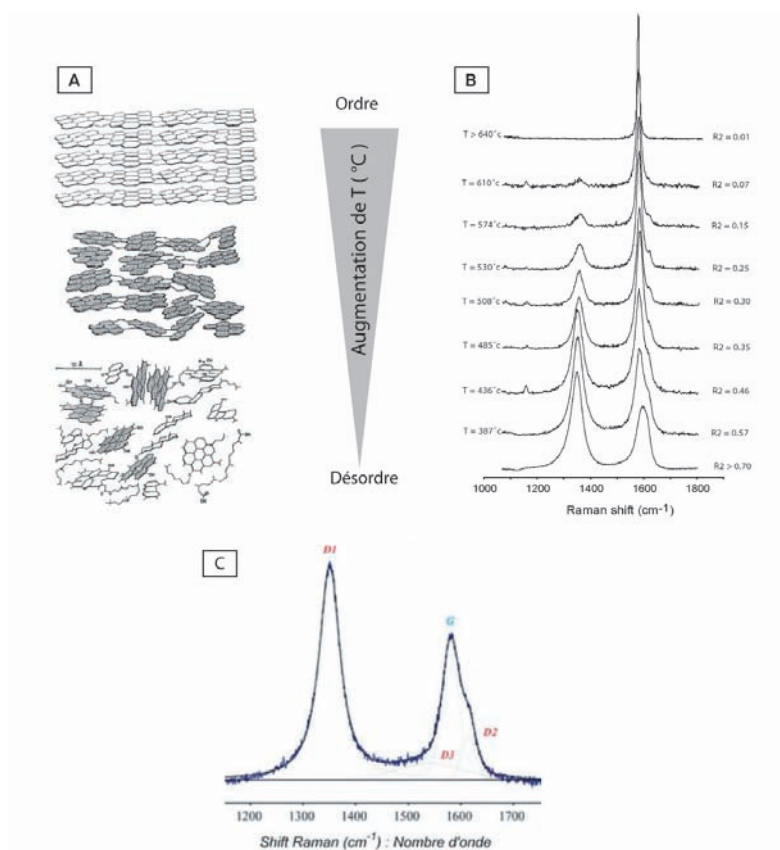 A
Ordre
Augmentation de T (°C)
Désordre
B
T > 640°c R2 = 0.01
T = 610°c R2 = 0.07
T = 574°c R2 = 0.15
T = 530°c R2 = 0.25
T = 508°c R2 = 0.30
T = 485°c R2 = 0.35
T = 436°c R2 = 0.46
T = 387°c R2 = 0.57
R2 > 0.70
1000 1200 1400 1600 1800
Raman shift (cm-1)
C
D1
G
D2
D3
1200 1300 1400 1500 1600 1700
Shift Raman (cm-1) : Nombre d'onde